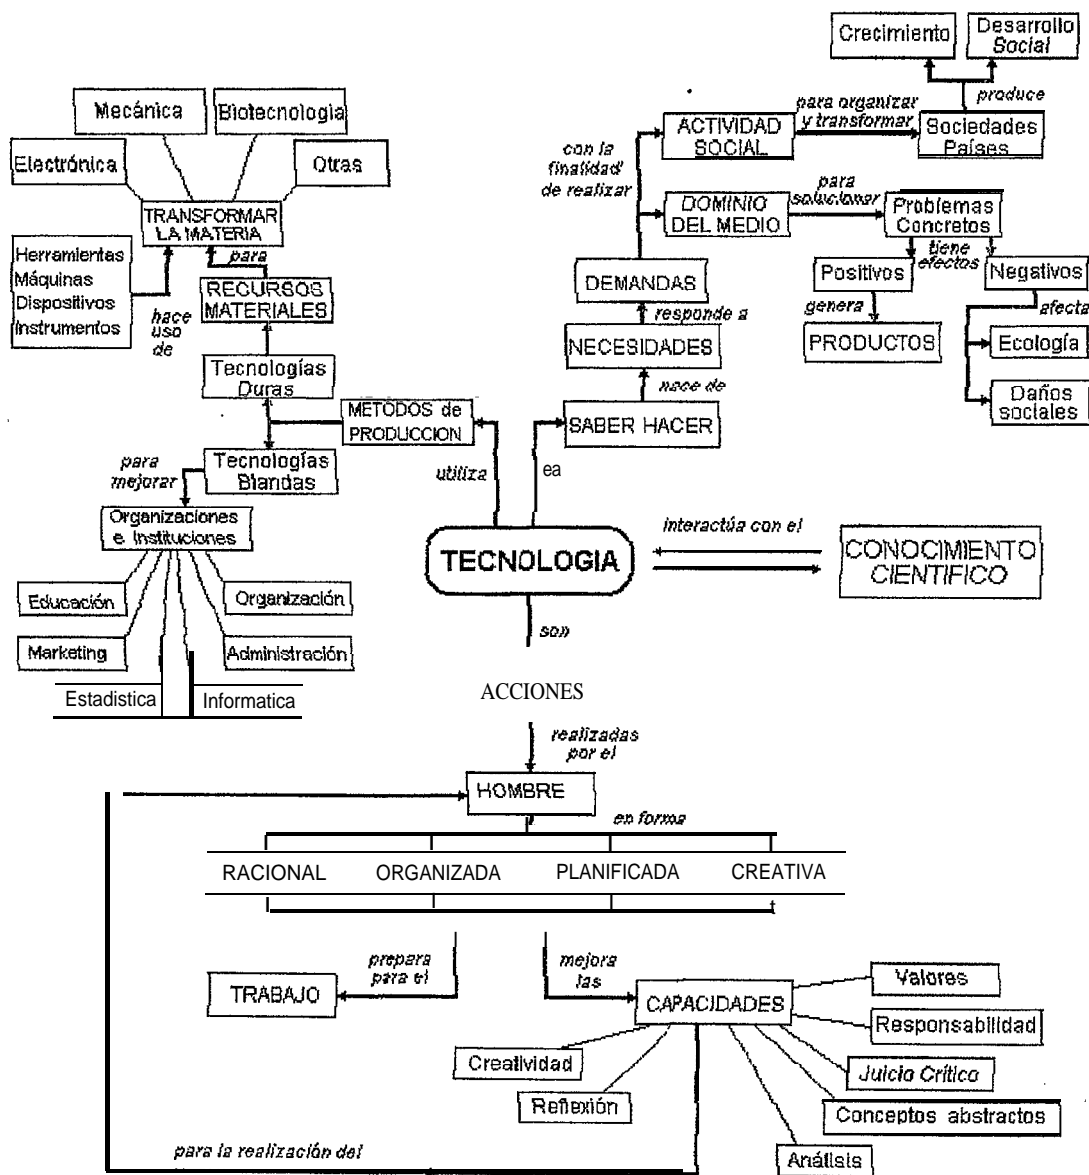 Crecimiento
Desarrollo
Social
produce
Mecánica
Biotecnologia
Electrónica
Otras
TRANSFORMAR
LA MATERIA
para
Herramientas
Máquinas
Dispositivos
Instrumentos
hace
uso
de
RECURSOS
MATERIALES
Tecnologías
Duras
METODOS de
PRODUCCION
Tecnologías
Blandas
para
mejorar
Organizaciones
e Instituciones
Educación
Organización
Marketing
Administración
Estadistica
Informatica
utiliza
ea
con la
finalidad
de realizar
ACTIVIDAD
SOCIAL
para organizar
y transformar
Sociedades
Países
DOMINIO
DEL MEDIO
para
solucionar
Problemas
Concretos
tiene
efectos
Positivos
Negativos
genera
PRODUCTOS
afecta
Ecología
Daños
sociales
DEMANDAS
responde a
NECESIDADES
nace de
SABER HACER
TECNOLOGIA
interactúa con el
CONOCIMIENTO
CIENTIFICO
son
ACCIONES
realizadas
por el
HOMBRE
en forma
RACIONAL
ORGANIZADA
PLANIFICADA
CREATIVA
prepara
para el
TRABAJO
mejora
las
CAPACIDADES
Valores
Responsabilidad
Juicio Crítico
Conceptos abstractos
Análisis
Creatividad
Reflexión
para la realización del